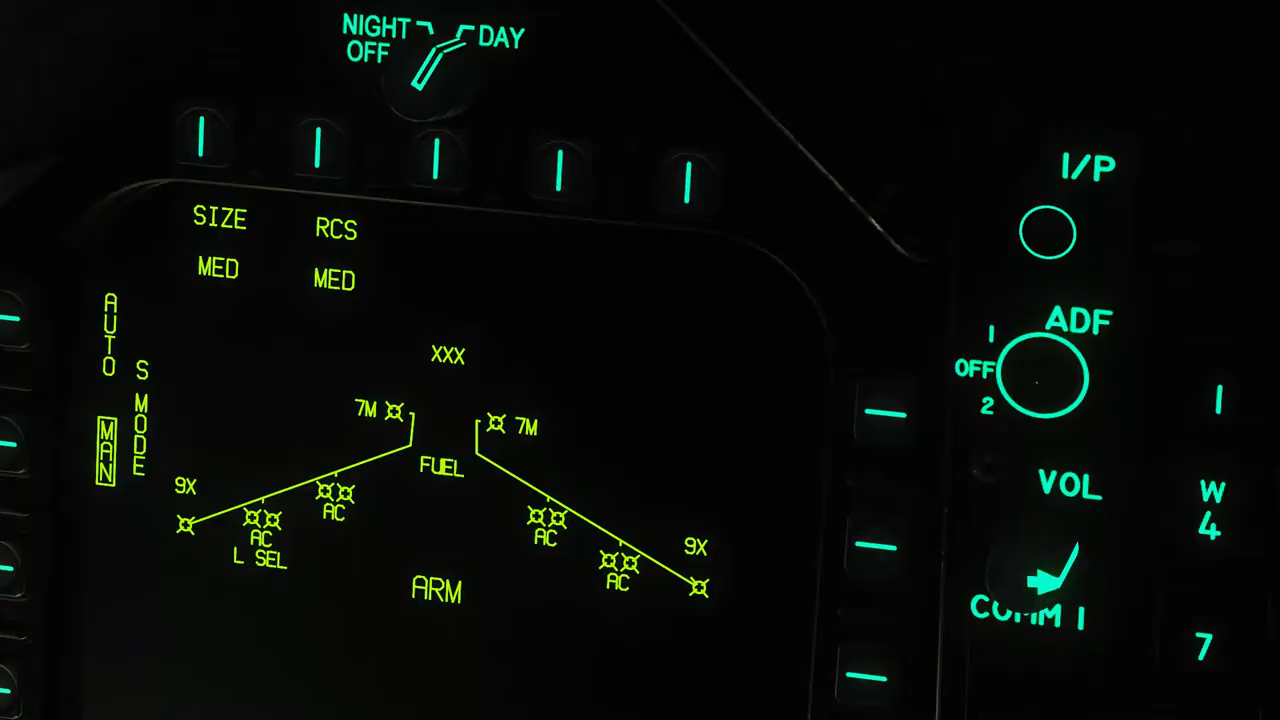 NIGHT
OFF
DAY
SIZE
RCS
MED
MED
AUTO
S MODE
MAN
XXX
7M
7M
FUEL
9X
AC
AC
L SEL
AC
AC
9X
ARM
I/P
ADF
1
OFF
2
VOL
COMM 1
W
4
7